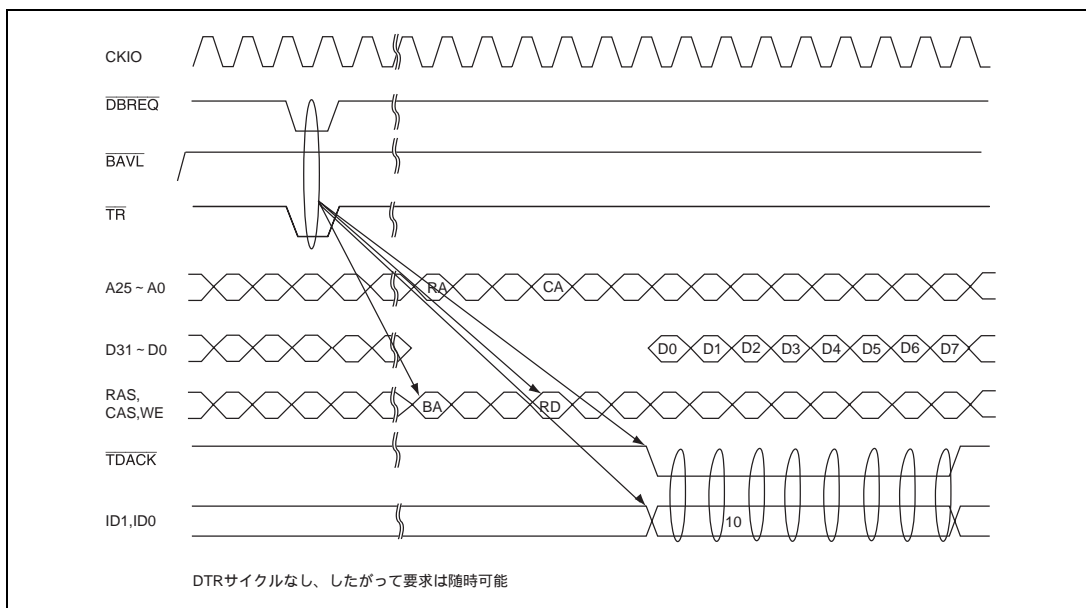 CKIO
DBREQ
BAVL
TR
A25 ~ A0
RA
CA
D31 ~ D0
D0 D1 D2 D3 D4 D5 D6 D7
RAS,
CAS,WE
BA
RD
TDACK
ID1,ID0
10
DTRサイクルなし、したがって要求は随時可能